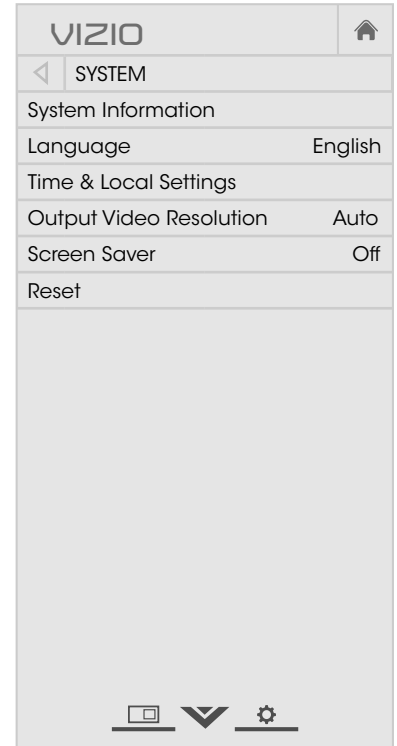 VIZIO
SYSTEM
System Information
Language English
Time & Local Settings
Output Video Resolution Auto
Screen Saver Off
Reset